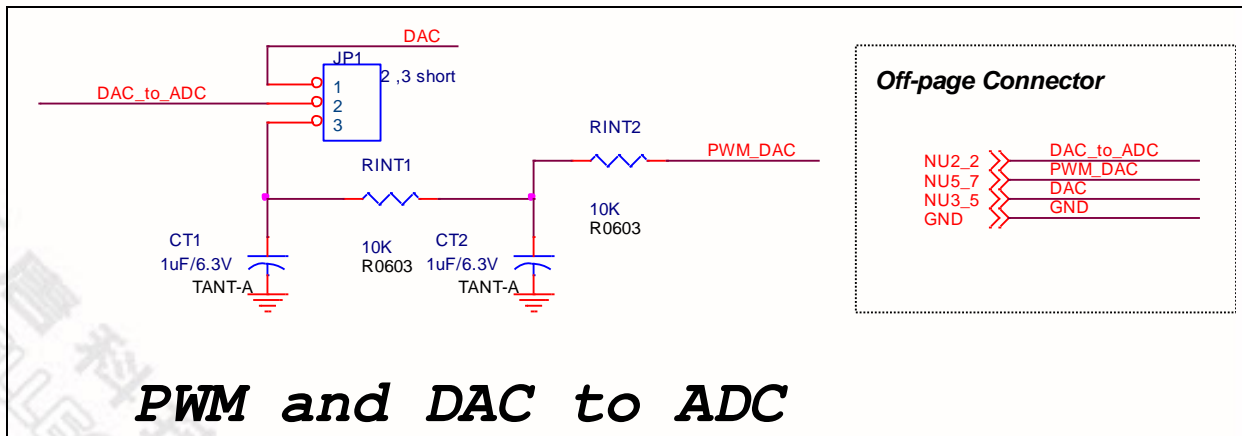 DAC
JP1
2 ,3 short
1
DAC_to_ADC
2
3
RINT2
PWM_DAC
RINT1
10K
R0603
CT1
1uF/6.3V
TANT-A
10K
R0603
CT2
1uF/6.3V
TANT-A
PWM and DAC to ADC
Off-page Connector
NU2_2 DAC_to_ADC
NU5_7 PWM_DAC
NU3_5 DAC
GND GND